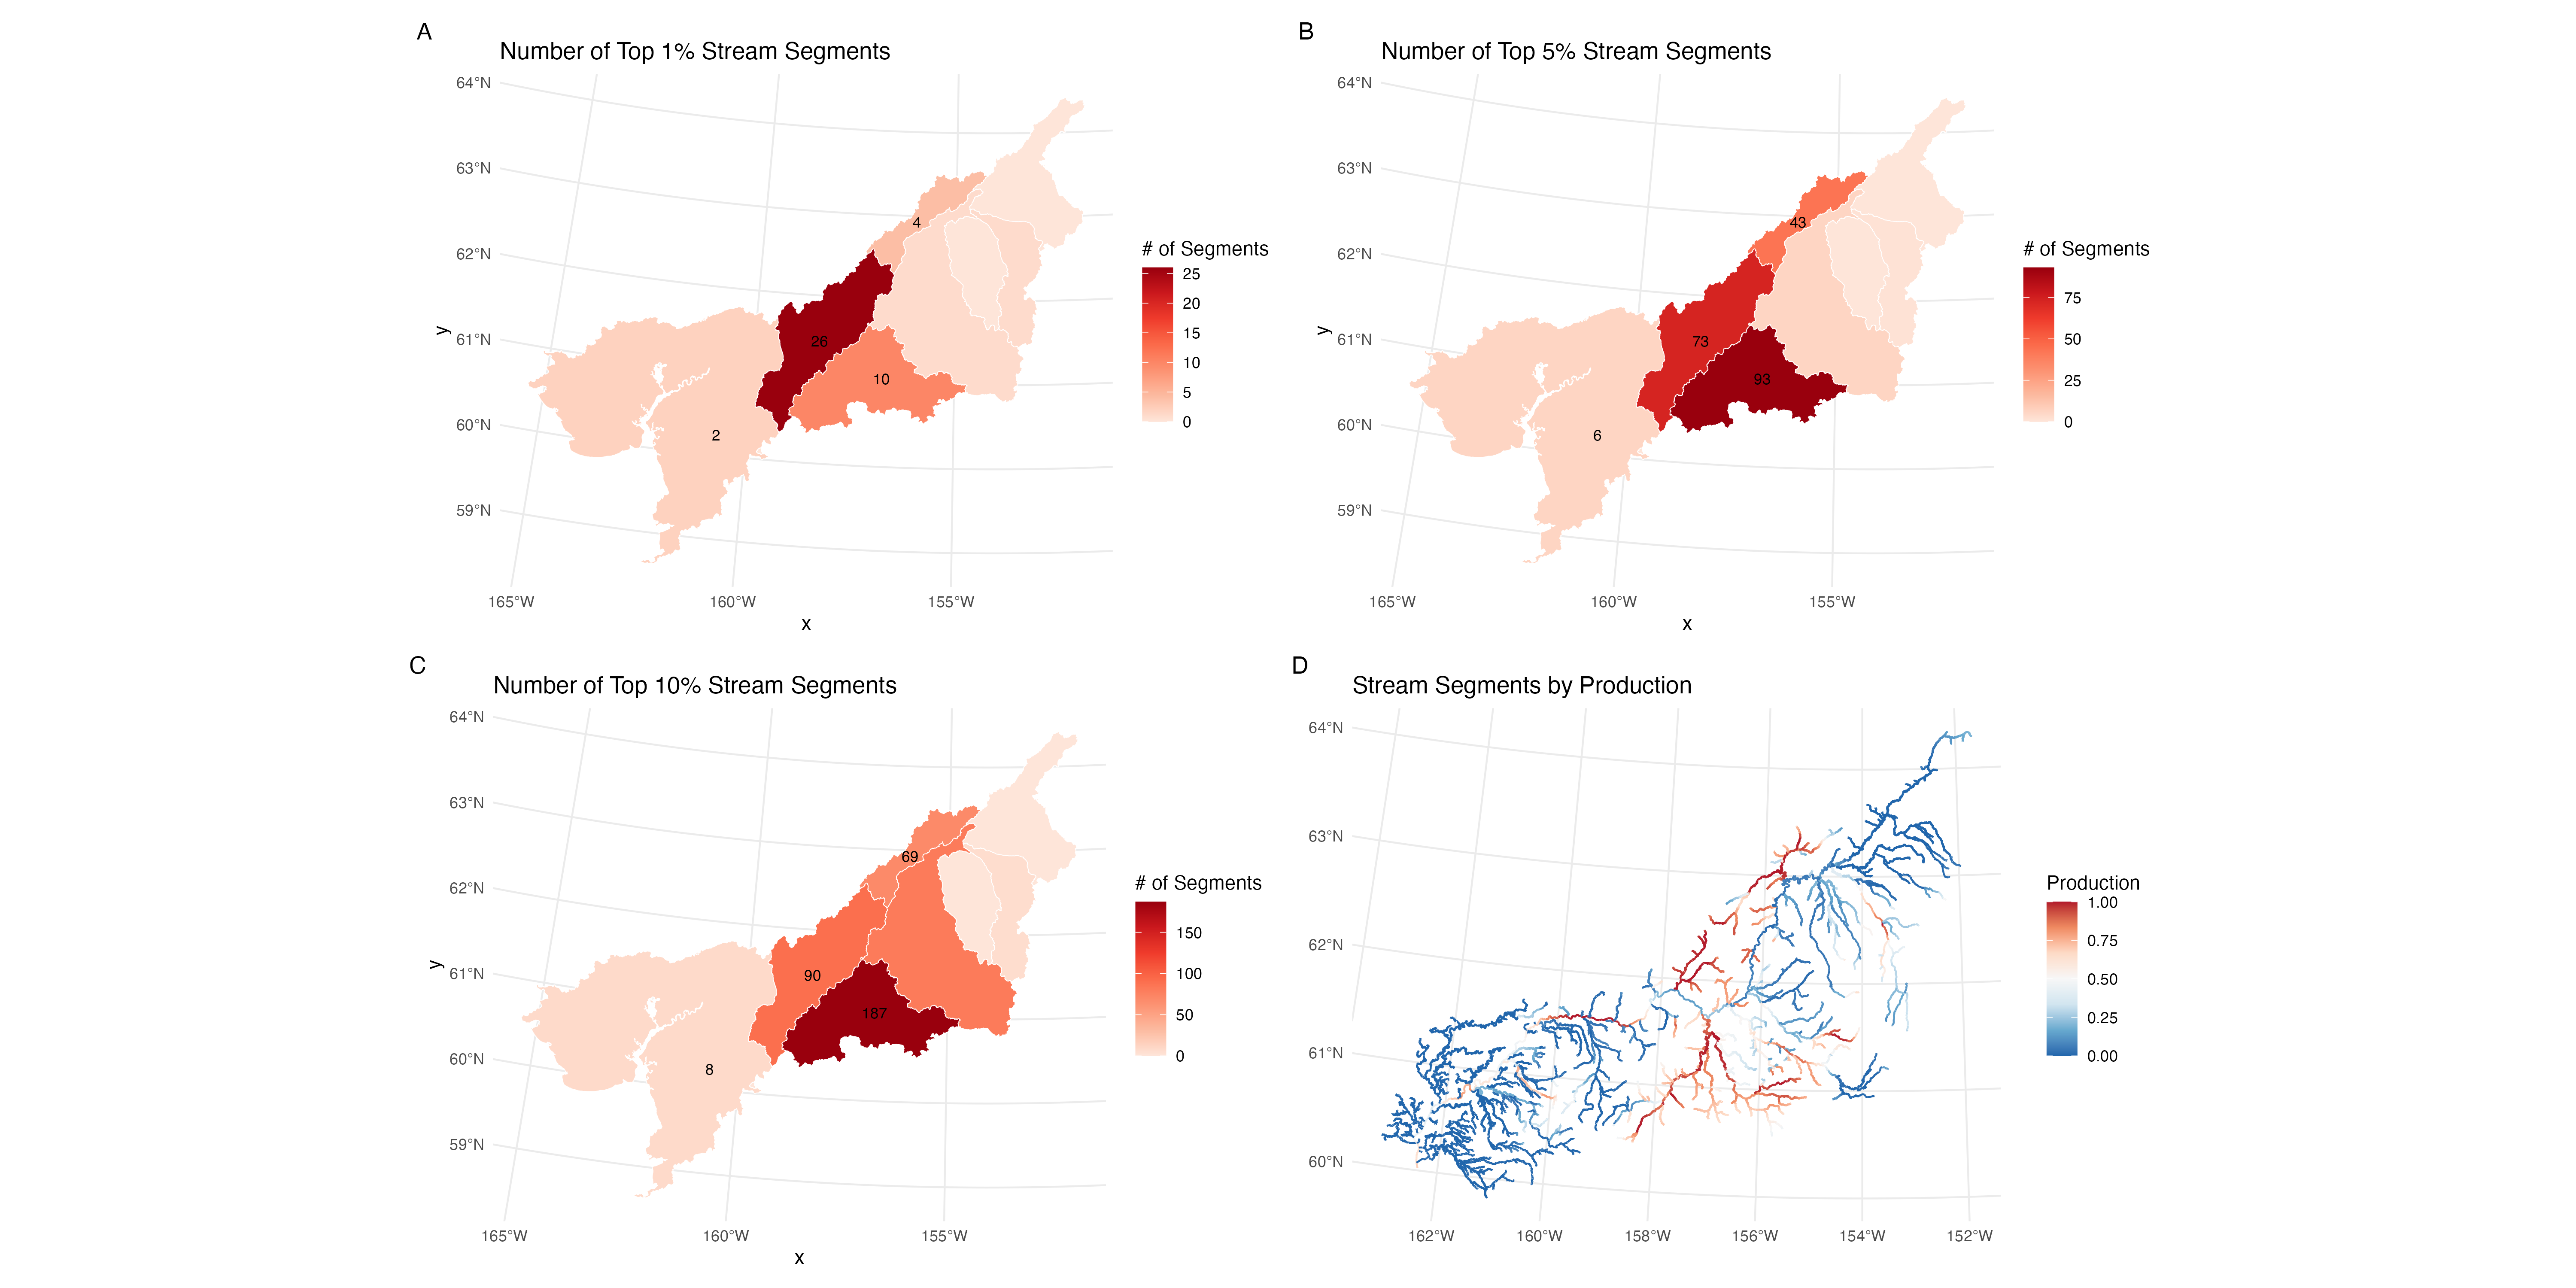 A
Number of Top 1% Stream Segments
64°N
63°N
62°N
61°N
60°N
59°N
y
4
26
10
2
165°W
160°W
155°W
x
# of Segments
25
20
15
10
5
0
B
Number of Top 5% Stream Segments
64°N
63°N
62°N
61°N
60°N
59°N
y
43
73
93
6
165°W
160°W
155°W
x
# of Segments
75
50
25
0
C
Number of Top 10% Stream Segments
64°N
63°N
62°N
61°N
60°N
59°N
y
69
90
187
8
165°W
160°W
155°W
x
# of Segments
150
100
50
0
D
Stream Segments by Production
64°N
63°N
62°N
61°N
60°N
162°W
160°W
158°W
156°W
154°W
152°W
Production
1.00
0.75
0.50
0.25
0.00